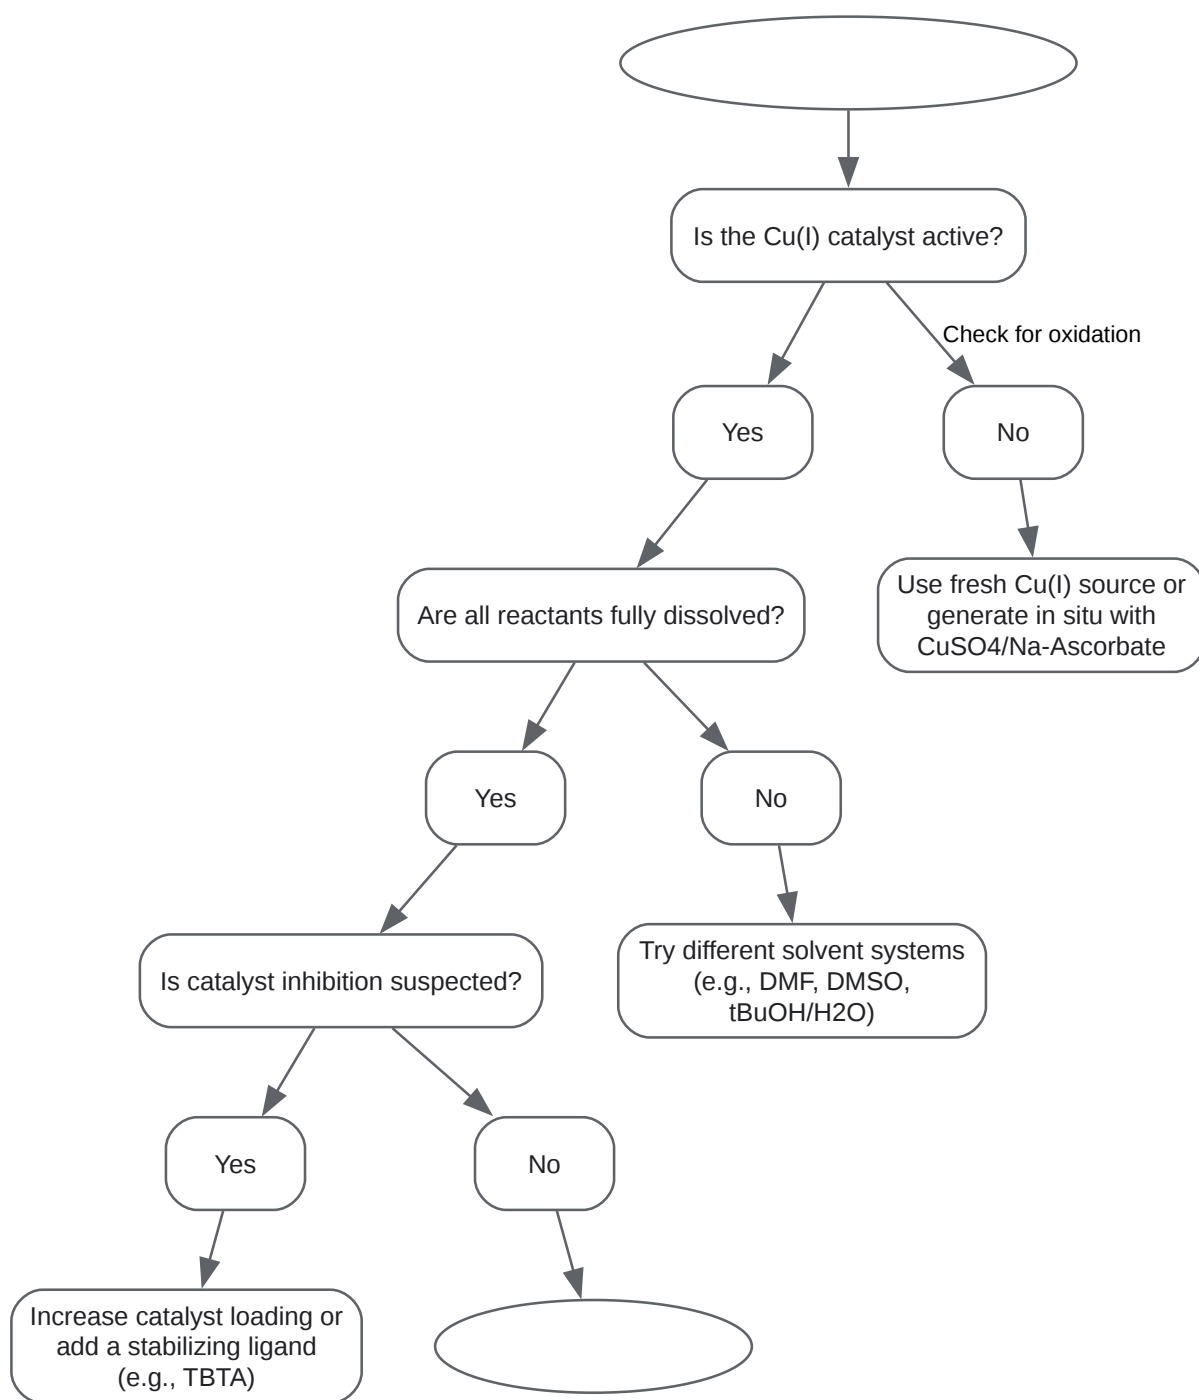 Is the Cu(I) catalyst active?
Check for oxidation
Yes
No
Use fresh Cu(I) source or
generate in situ with
CuSO4/Na-Ascorbate
Are all reactants fully dissolved?
Yes
No
Try different solvent systems
(e.g., DMF, DMSO,
tBuOH/H2O)
Is catalyst inhibition suspected?
Yes
No
Increase catalyst loading or
add a stabilizing ligand
(e.g., TBTA)